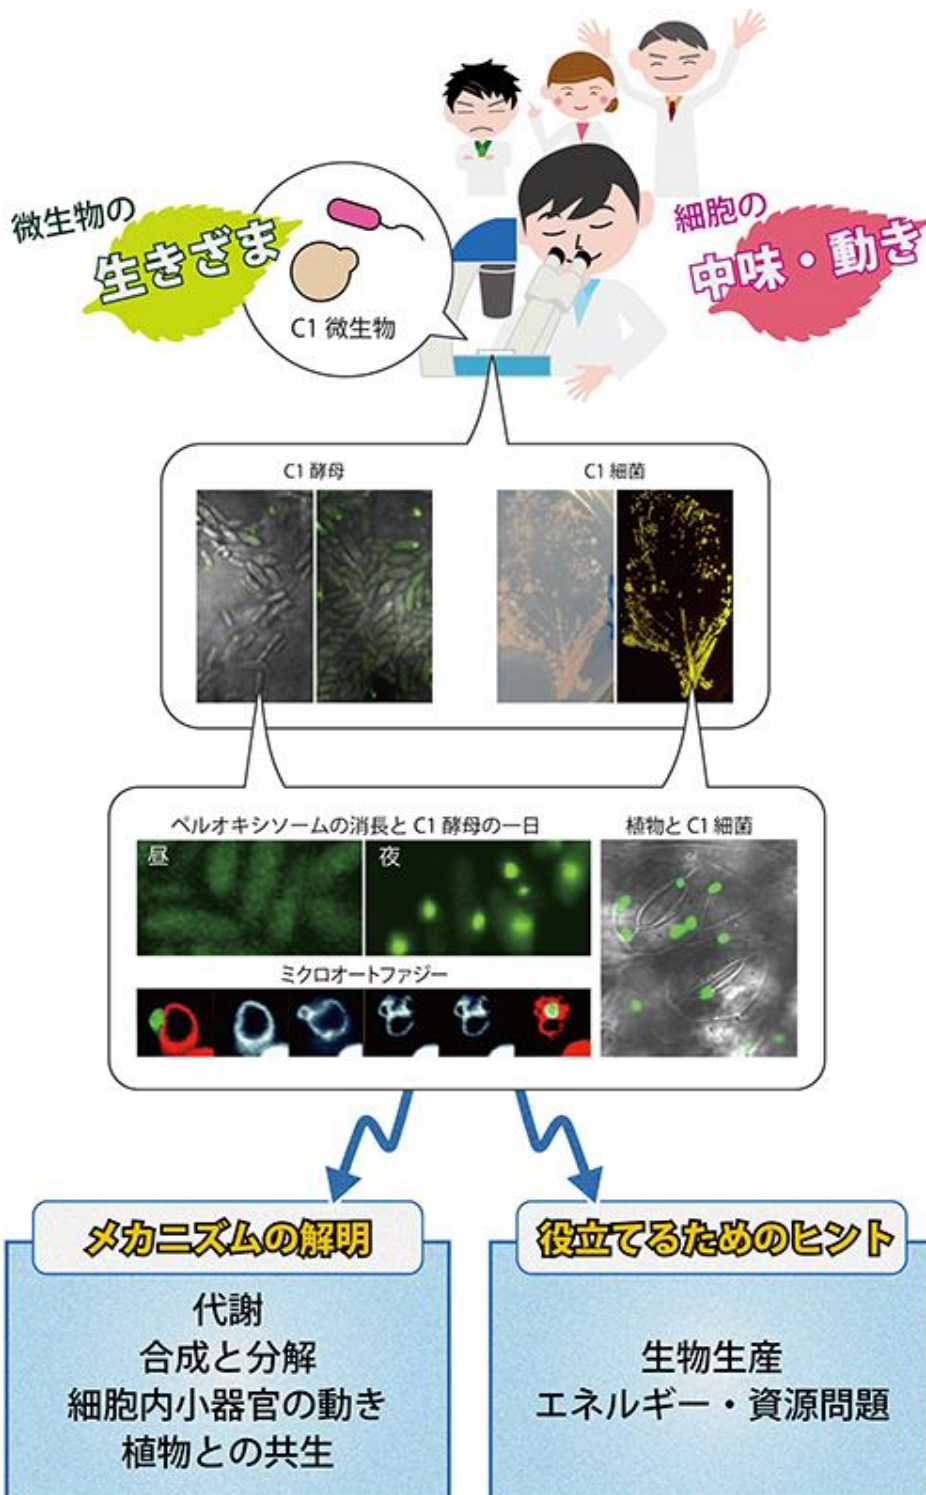 微生物の
生きざま
細胞の
中味・動き
C1 微生物
C1 酵母
C1 細菌
ペルオキシソームの消長と C1 酵母の一日
昼
夜
植物と C1 細菌
ミクロオートファジー
メカニズムの解明
代謝
合成と分解
細胞内小器官の動き
植物との共生
役立てるためのヒント
生物生産
エネルギー・資源問題